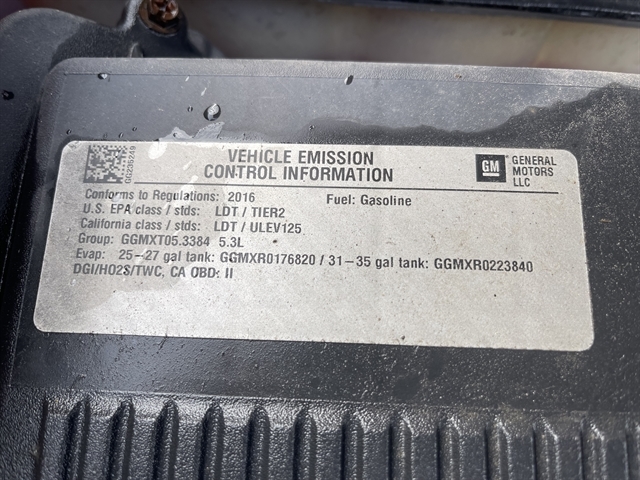 GG235249
VEHICLE EMISSION
CONTROL INFORMATION
GM
GENERAL
MOTORS
LLC
Conforms to Regulations: 2016 Fuel: Gasoline
U.S. EPA class / stds: LDT / TIER2
California class / stds: LDT / ULEV125
Group: GGMXT05.3384 5.3L
Evap: 25-27 gal tank: GGMXR0176820 / 31-35 gal tank: GGMXR0223840
DGI/HO2S/TWC, CA OBD: II